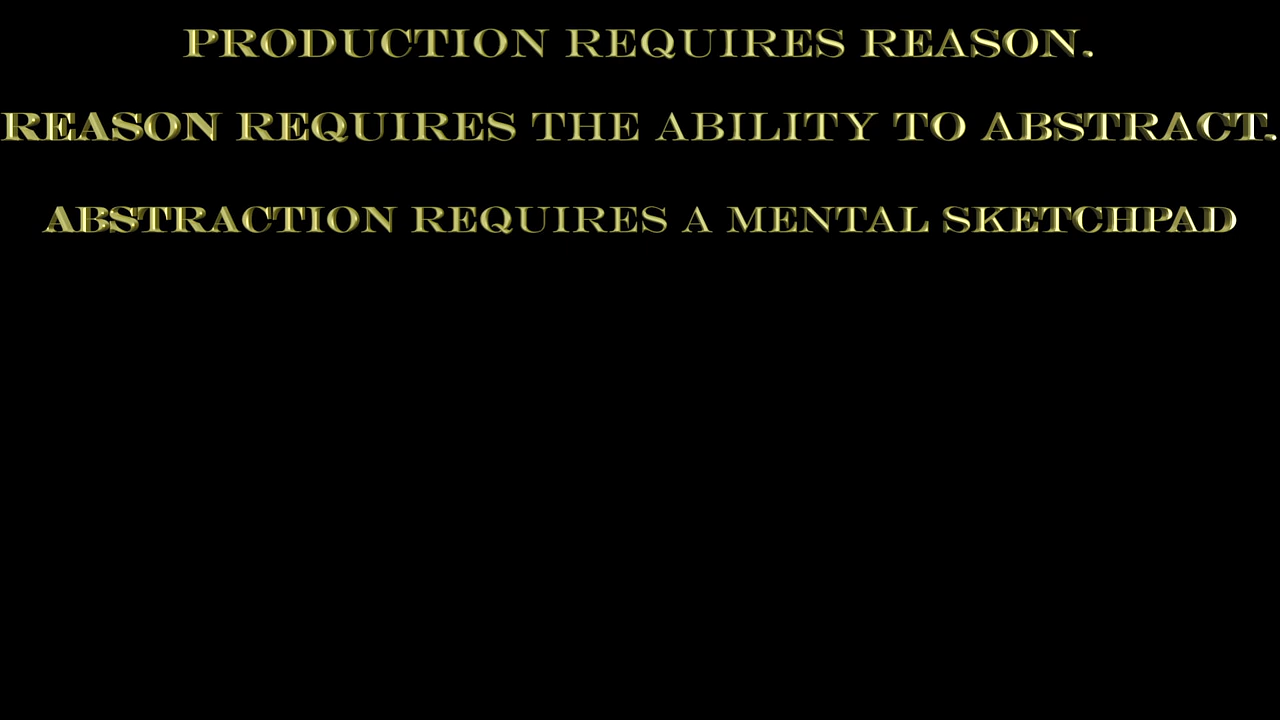 PRODUCTION REQUIRES REASON.
REASON REQUIRES THE ABILITY TO ABSTRACT.
ABSTRACTION REQUIRES A MENTAL SKETCHPAD